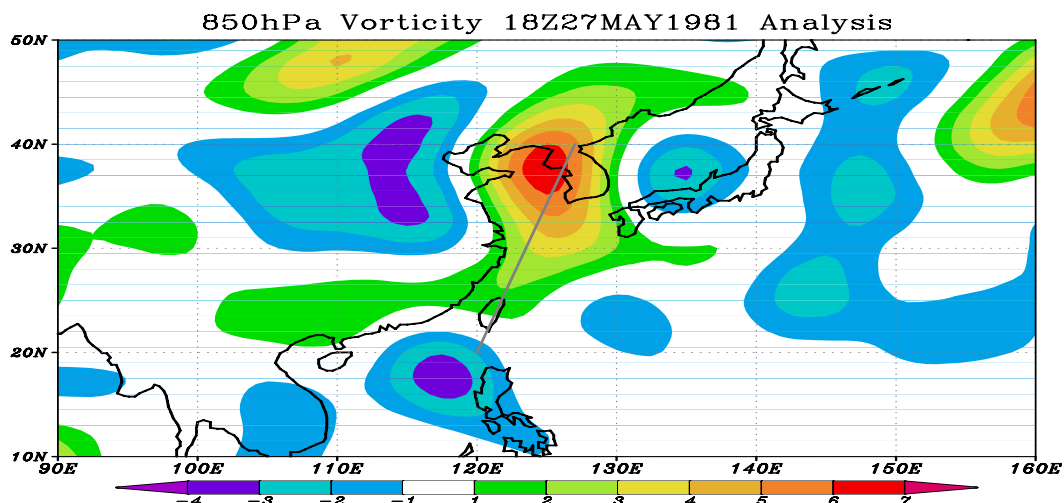 850hPa Vorticity 18Z27MAY1981 Analysis
50N
40N
30N
20N
10N
90E 100E 110E 120E 130E 140E 150E 160E
-4 -3 -2 -1 1 2 3 4 5 6 7